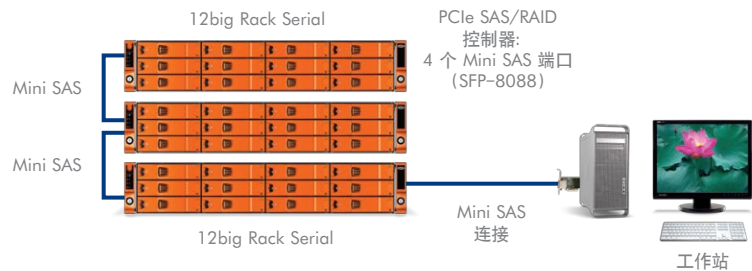 12big Rack Serial
PCIe SAS/RAID
控制器:
4 个 Mini SAS 端口
(SFP-8088)
Mini SAS
Mini SAS
Mini SAS
连接
12big Rack Serial
工作站